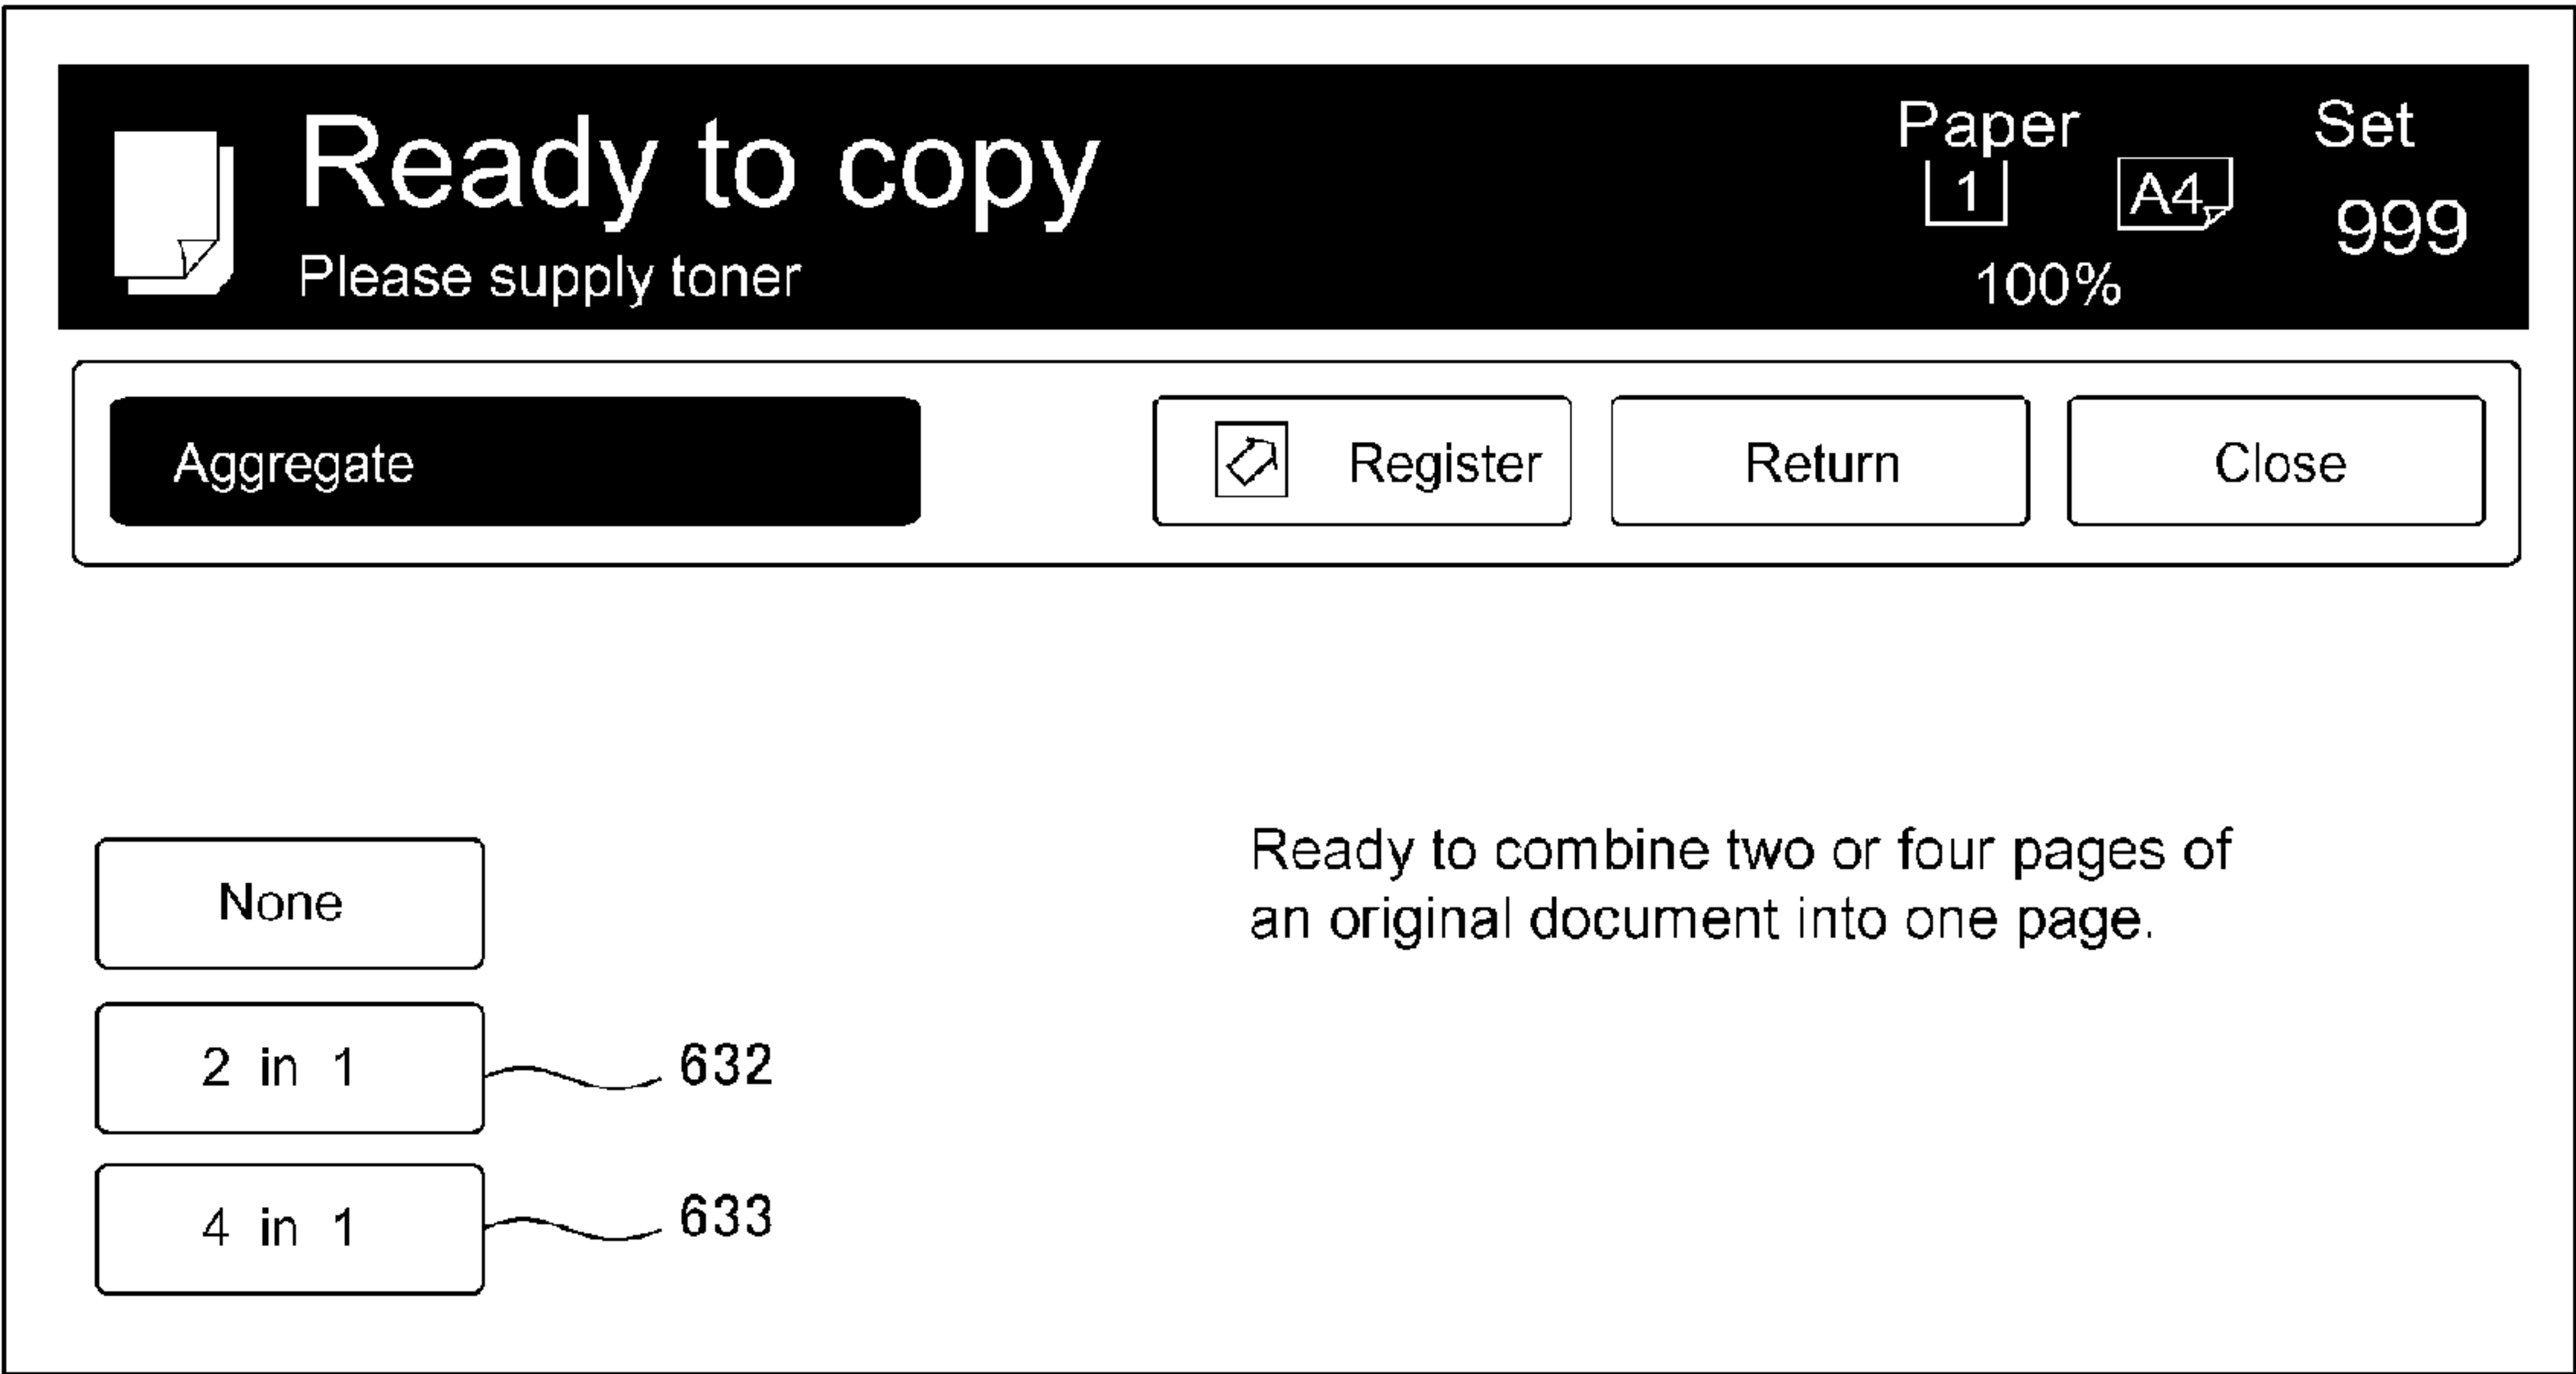 Ready to copy
Please supply toner
Paper
Set
1
A4
999
100%
Aggregate
Register
Return
Close
None
2 in 1
632
4 in 1
633
Ready to combine two or four pages of
an original document into one page.